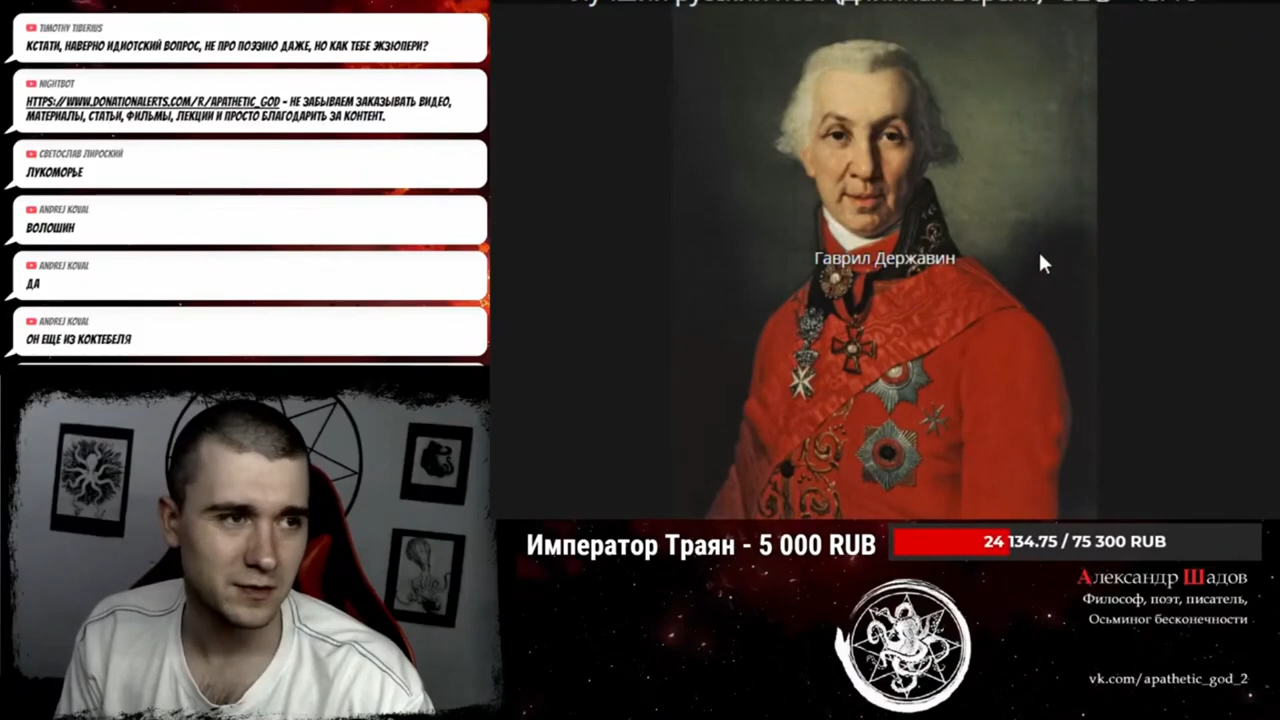 TIMOTHY TIBERIUS
КСТАТИ, НАВЕРНО ИДИОТСКИЙ ВОПРОС, НЕ ПРО ПОЭЗИЮ ДАЖЕ, НО КАК ТЕБЕ ЭКЗЮПЕРИ?
NIGHTBOT
HTTPS://WWW.DONATIONALERTS.COM/R/APATHETIC_GOD - НЕ ЗАБЫВАЕМ ЗАКАЗЫВАТЬ ВИДЕО,
МАТЕРИАЛЫ, СТАТЬИ, ФИЛЬМЫ, ЛЕКЦИИ И ПРОСТО БЛАГОДАРИТЬ ЗА КОНТЕНТ.
СВЕТОСЛАВ ЛИРОСКИЙ
ЛУКОМОРЬЕ
ANDREJ KOVAL
ВОЛОШИН
ANDREJ KOVAL
ДА
ANDREJ KOVAL
ОН ЕЩЕ ИЗ КОКТЕБЕЛЯ
Гаврил Державин
Император Траян - 5 000 RUB
24 134.75 / 75 300 RUB
Александр Шадов
Философ, поэт, писатель,
Осьминог бесконечности
vk.com/apathetic_god_2